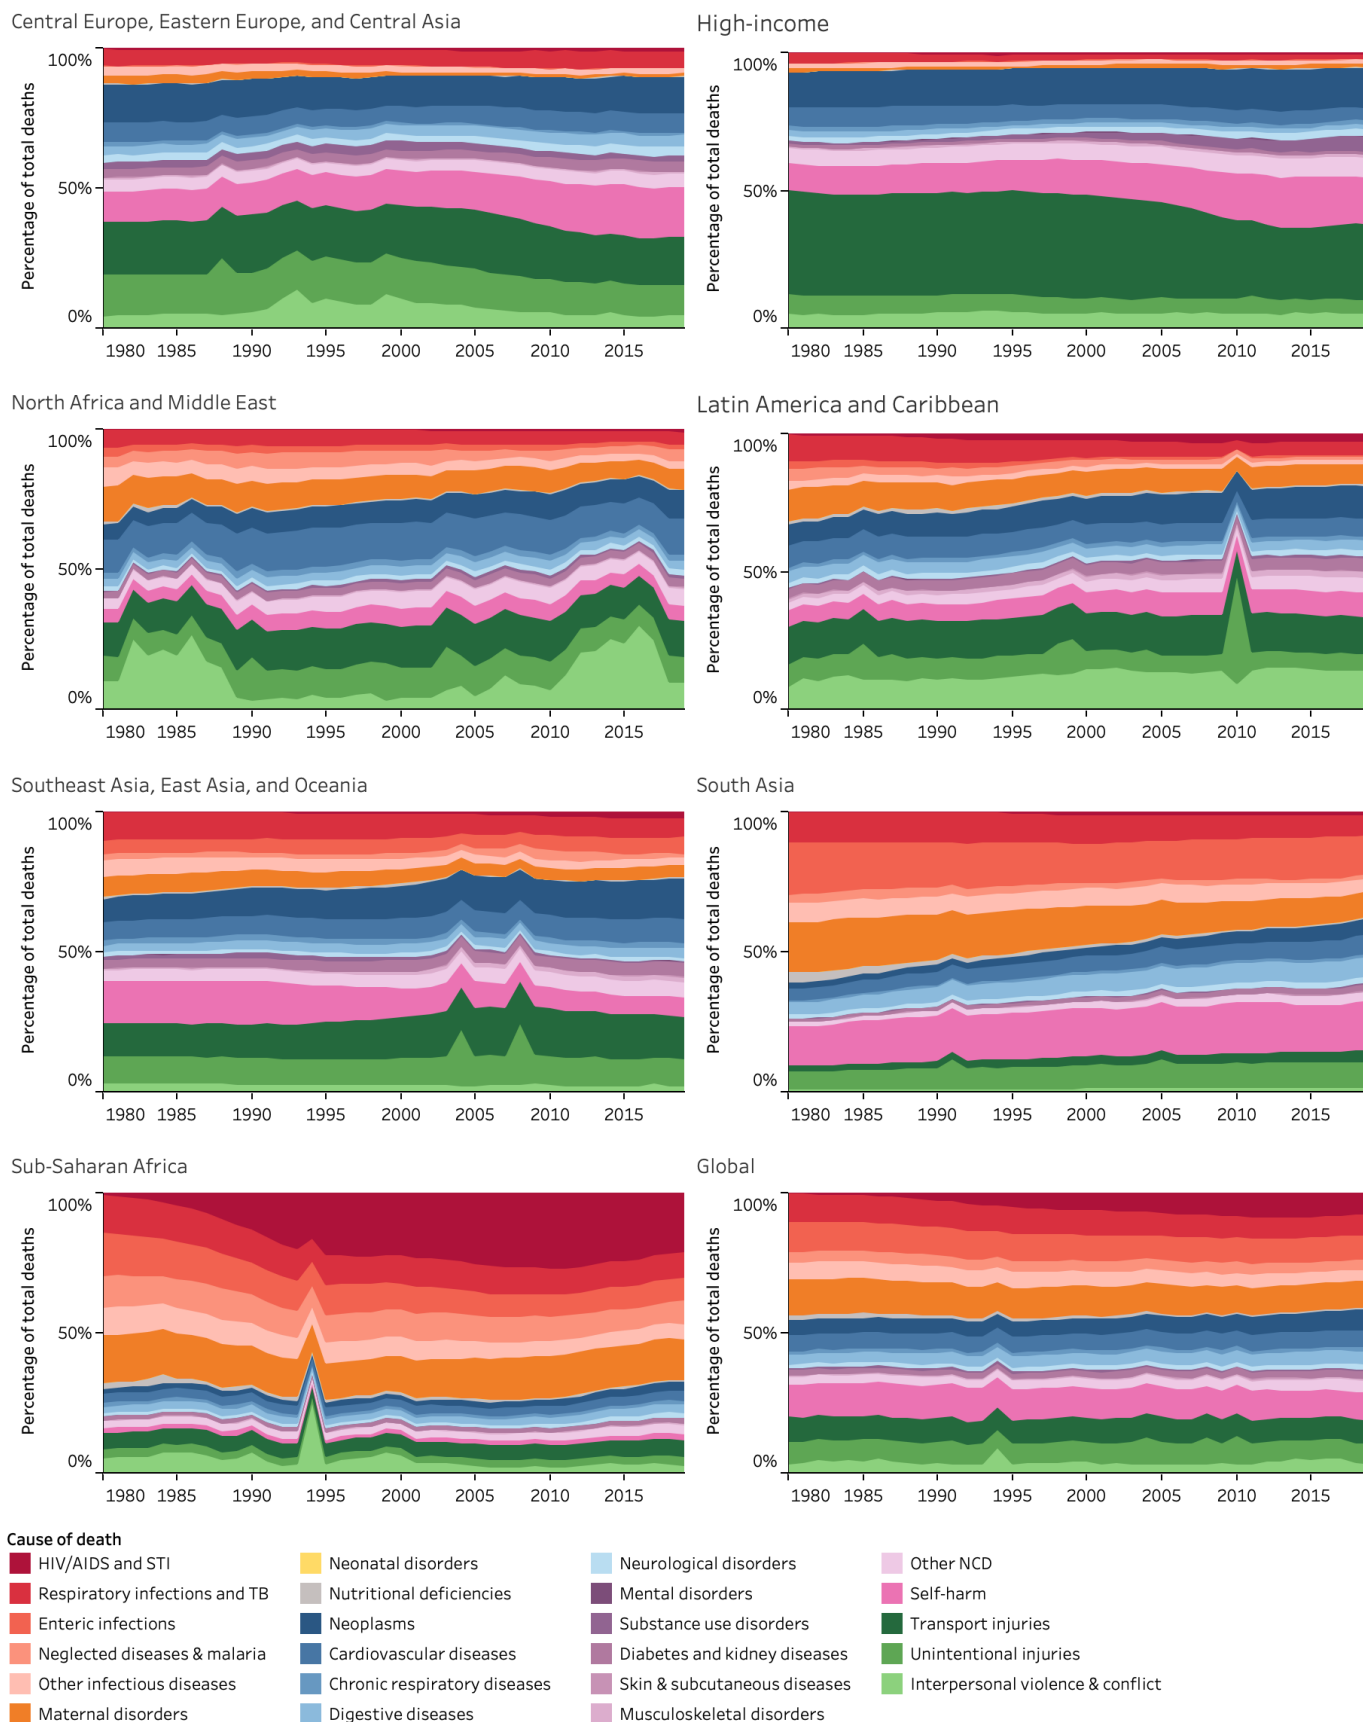 Central Europe, Eastern Europe, and Central Asia
High-income
Percentage of total deaths
100%
50%
0%
1980 1985 1990 1995 2000 2005 2010 2015
Percentage of total deaths
100%
50%
0%
1980 1985 1990 1995 2000 2005 2010 2015
North Africa and Middle East
Latin America and Caribbean
Percentage of total deaths
100%
50%
0%
1980 1985 1990 1995 2000 2005 2010 2015
Percentage of total deaths
100%
50%
0%
1980 1985 1990 1995 2000 2005 2010 2015
Southeast Asia, East Asia, and Oceania
South Asia
Percentage of total deaths
100%
50%
0%
1980 1985 1990 1995 2000 2005 2010 2015
Percentage of total deaths
100%
50%
0%
1980 1985 1990 1995 2000 2005 2010 2015
Sub-Saharan Africa
Global
Percentage of total deaths
100%
50%
0%
1980 1985 1990 1995 2000 2005 2010 2015
Percentage of total deaths
100%
50%
0%
1980 1985 1990 1995 2000 2005 2010 2015
Cause of death
HIV/AIDS and STI
Respiratory infections and TB
Enteric infections
Neglected diseases & malaria
Other infectious diseases
Maternal disorders
Neonatal disorders
Nutritional deficiencies
Neoplasms
Cardiovascular diseases
Chronic respiratory diseases
Digestive diseases
Neurological disorders
Mental disorders
Substance use disorders
Diabetes and kidney diseases
Skin & subcutaneous diseases
Musculoskeletal disorders
Other NCD
Self-harm
Transport injuries
Unintentional injuries
Interpersonal violence & conflict